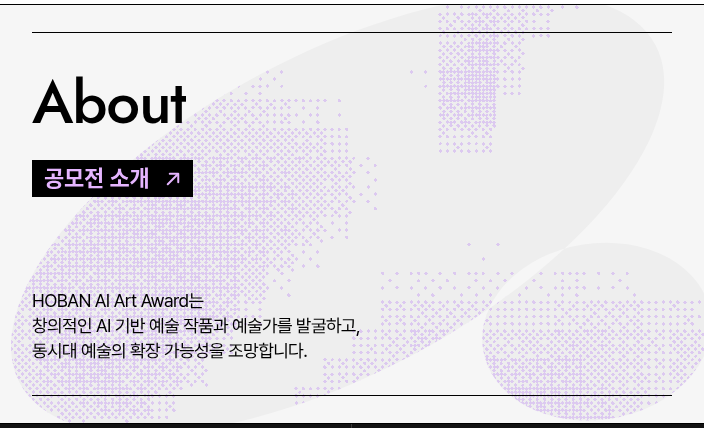 About
공모전 소개
HOBAN AI Art Award는
창의적인 AI 기반 예술 작품과 예술가를 발굴하고,
동시대 예술의 확장 가능성을 조망합니다.